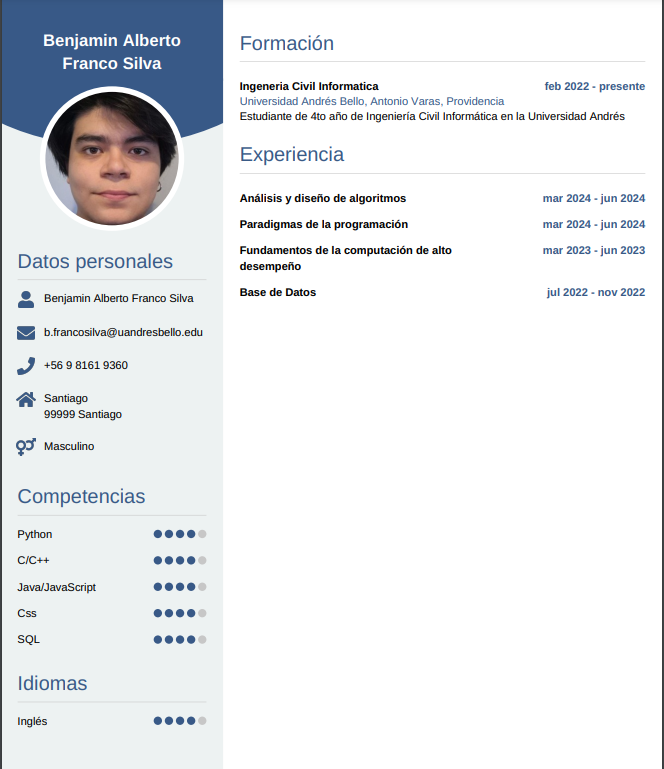 Benjamin Alberto
Franco Silva
Datos personales
Benjamin Alberto Franco Silva
b.francosilva@uandresbello.edu
+56 9 8161 9360
Santiago
99999 Santiago
Masculino
Competencias
Python
C/C++
Java/JavaScript
Css
SQL
Idiomas
Inglés
Formación
Ingeneria Civil Informatica feb 2022 - presente
Universidad Andrés Bello, Antonio Varas, Providencia
Estudiante de 4to año de Ingeniería Civil Informática en la Universidad Andrés
Experiencia
Análisis y diseño de algoritmos mar 2024 - jun 2024
Paradigmas de la programación mar 2024 - jun 2024
Fundamentos de la computación de alto mar 2023 - jun 2023
desempeño
Base de Datos jul 2022 - nov 2022